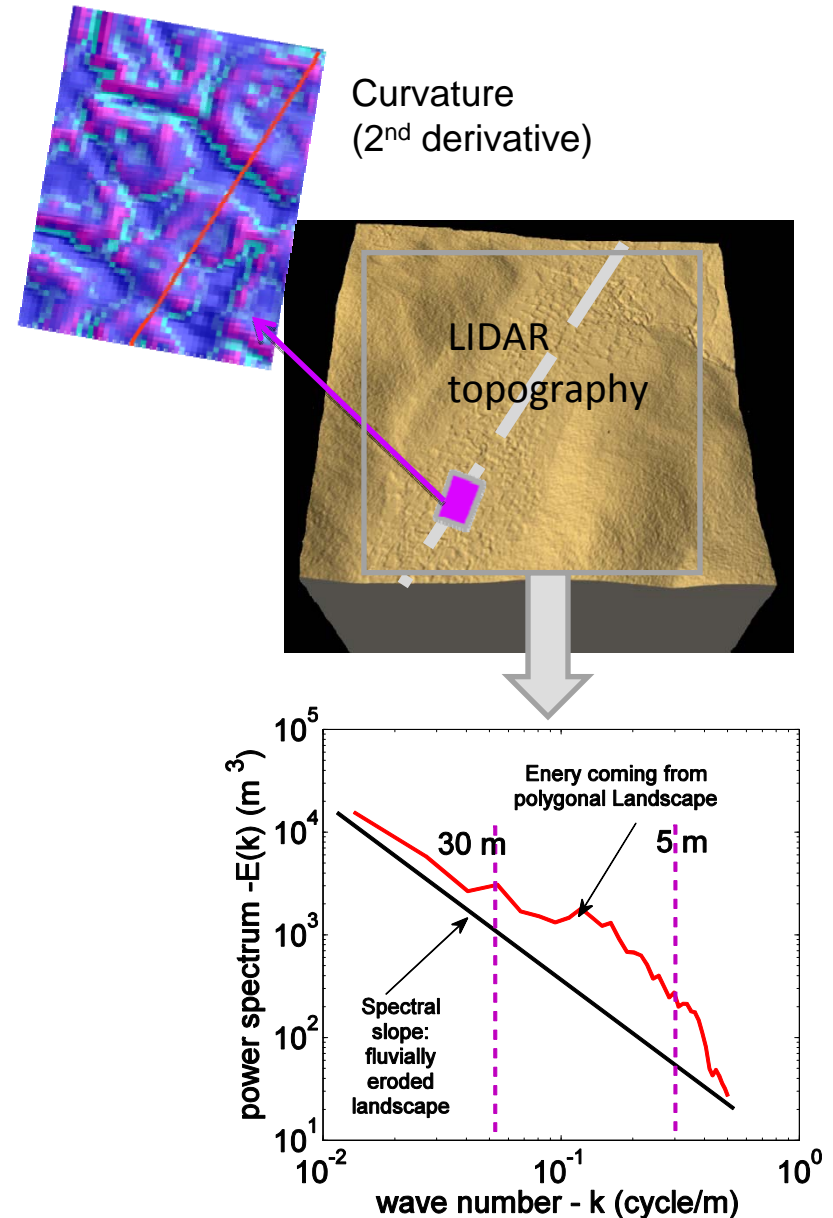 Curvature
(2nd derivative)
LIDAR
topography
10^5
10^4
10^3
10^2
10^1
power spectrum -E(k) (m^3)
Enery coming from
polygonal Landscape
30 m
5 m
Spectral
slope:
fluvially
eroded
landscape
10^-2
10^-1
10^0
wave number - k (cycle/m)